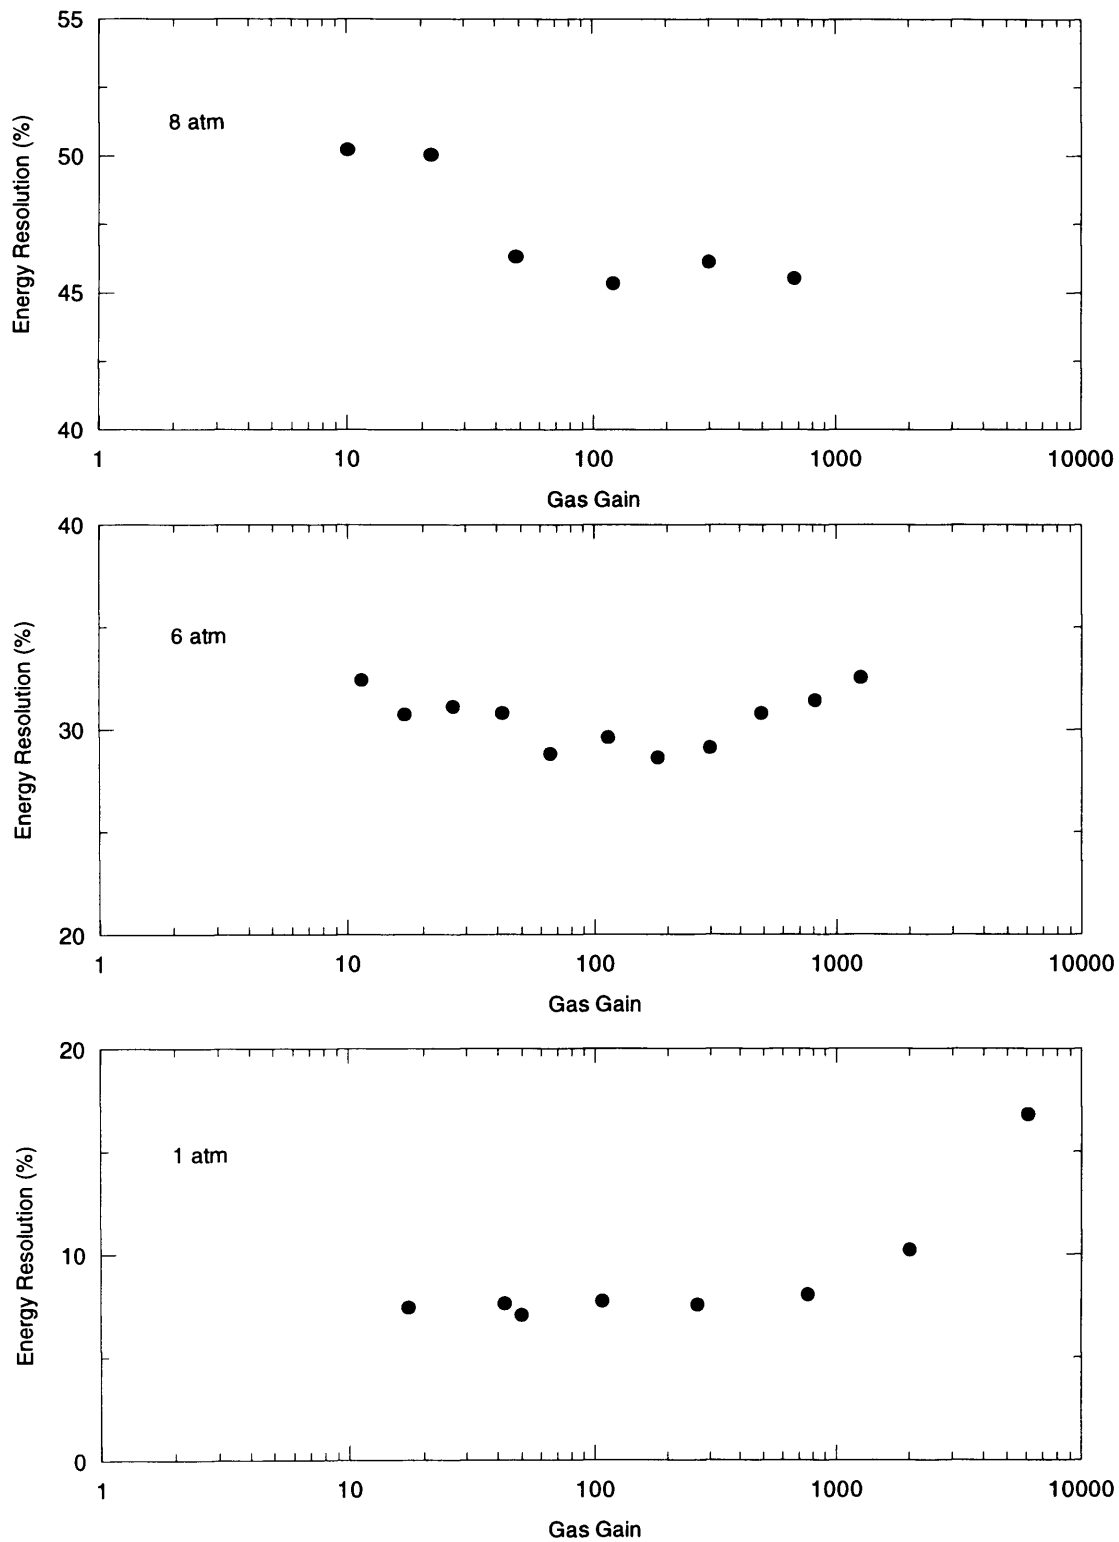 55
50
45
40
Energy Resolution (%)
8 atm
1 10 100 1000 10000
Gas Gain
40
30
20
Energy Resolution (%)
6 atm
1 10 100 1000 10000
Gas Gain
20
10
0
Energy Resolution (%)
1 atm
1 10 100 1000 10000
Gas Gain